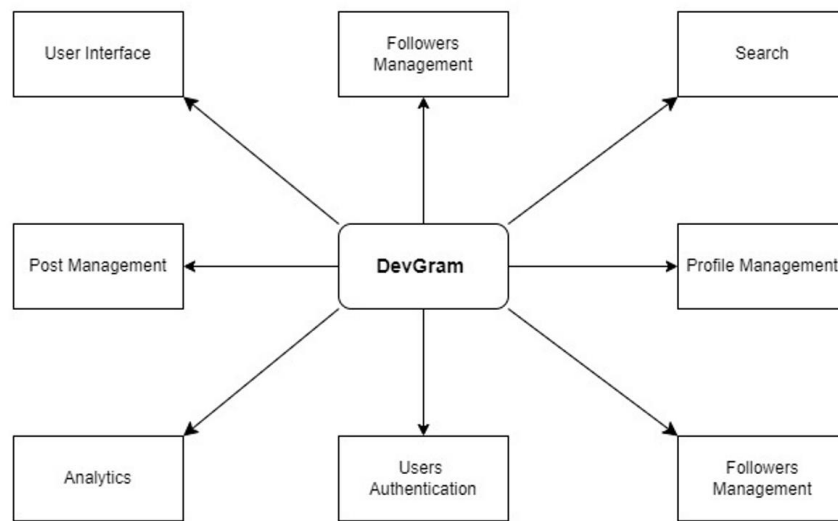 User Interface
Followers
Management
Search
Post Management
DevGram
Profile Management
Analytics
Users
Authentication
Followers
Management